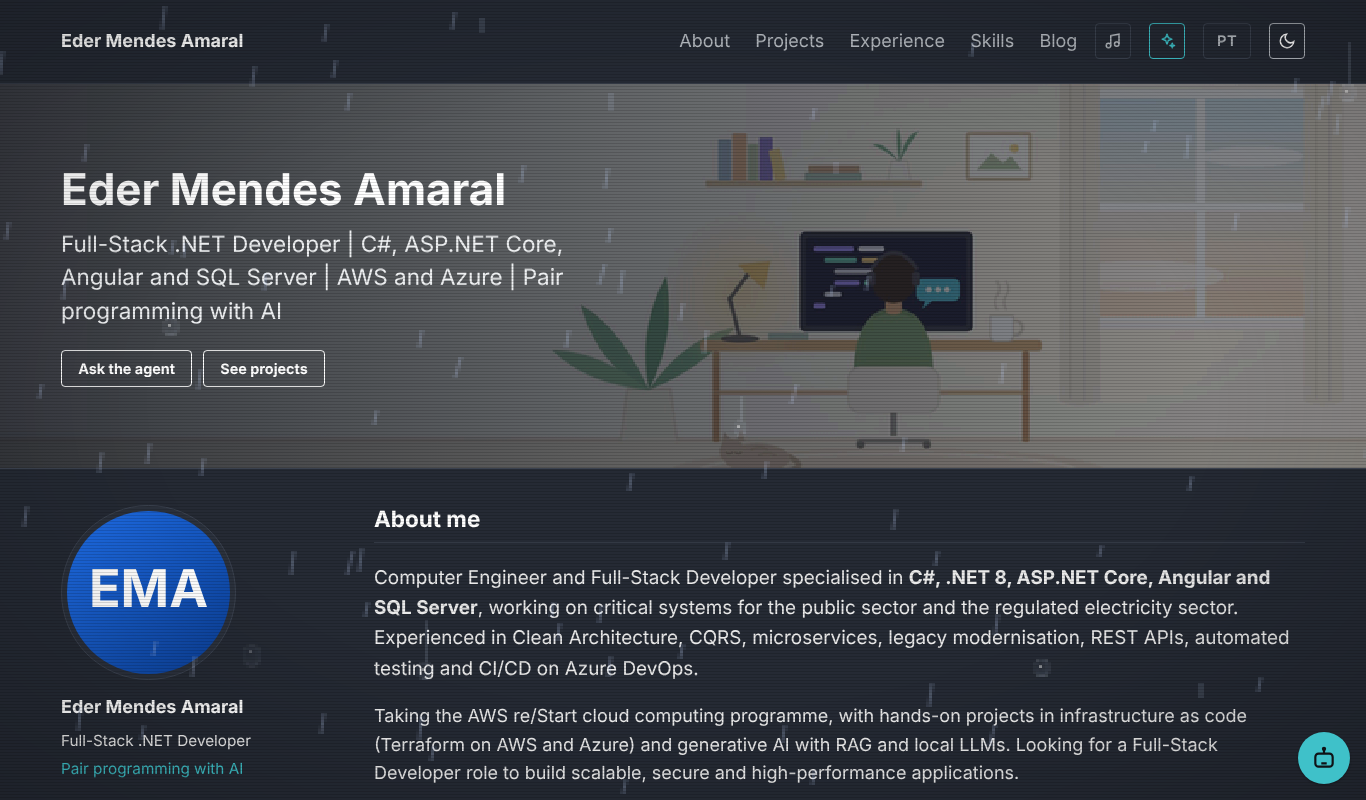 Eder Mendes Amaral
About
Projects
Experience
Skills
Blog
PT
Eder Mendes Amaral
Full-Stack .NET Developer | C#, ASP.NET Core,
Angular and SQL Server | AWS and Azure | Pair
programming with AI
Ask the agent
See projects
EMA
Eder Mendes Amaral
Full-Stack .NET Developer
Pair programming with AI
About me
Computer Engineer and Full-Stack Developer specialised in C#, .NET 8, ASP.NET Core, Angular and
SQL Server, working on critical systems for the public sector and the regulated electricity sector.
Experienced in Clean Architecture, CQRS, microservices, legacy modernisation, REST APIs, automated
testing and CI/CD on Azure DevOps.
Taking the AWS re/Start cloud computing programme, with hands-on projects in infrastructure as code
(Terraform on AWS and Azure) and generative AI with RAG and local LLMs. Looking for a Full-Stack
Developer role to build scalable, secure and high-performance applications.